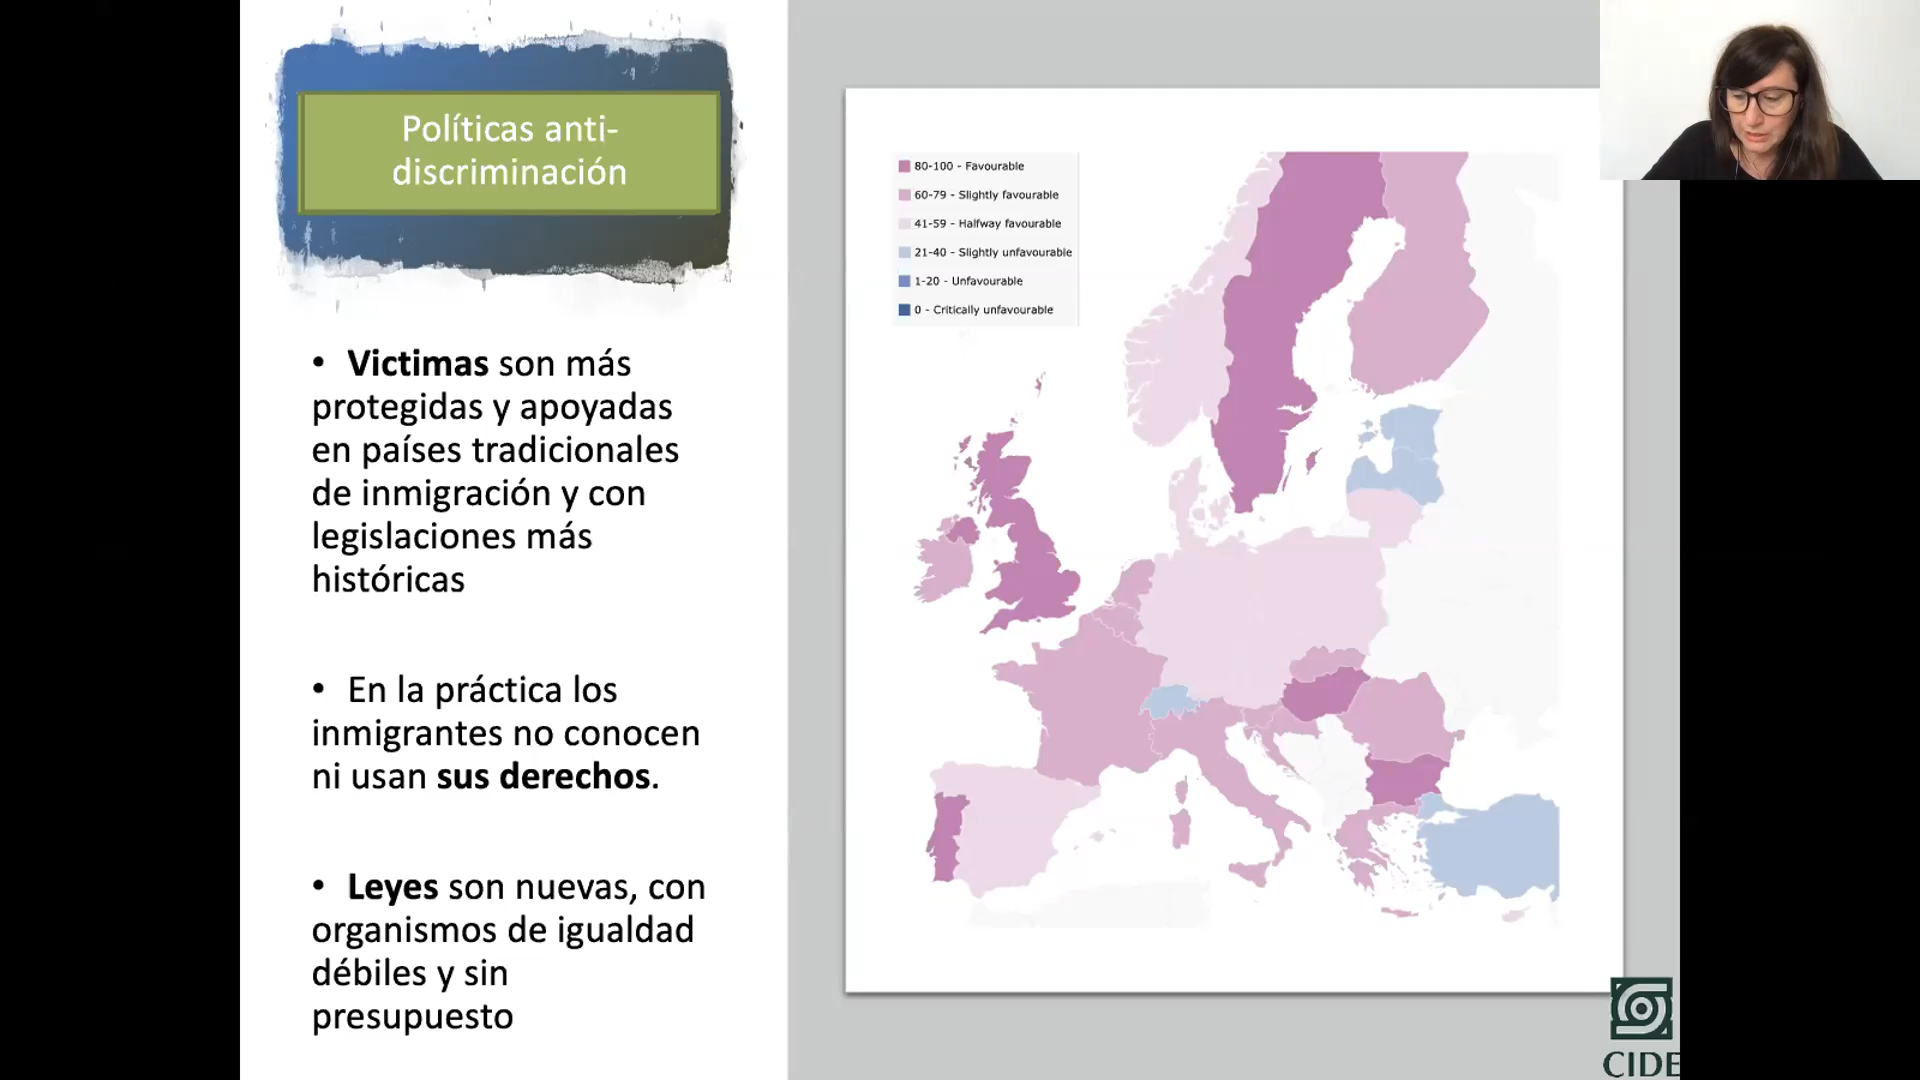 Políticas anti-
discriminación
• Victimas son más
protegidas y apoyadas
en países tradicionales
de inmigración y con
legislaciones más
históricas
• En la práctica los
inmigrantes no conocen
ni usan sus derechos.
• Leyes son nuevas, con
organismos de igualdad
débiles y sin
presupuesto
80-100 - Favourable
60-79 - Slightly favourable
41-59 - Halfway favourable
21-40 - Slightly unfavourable
1-20 - Unfavourable
0 - Critically unfavourable
CIDE